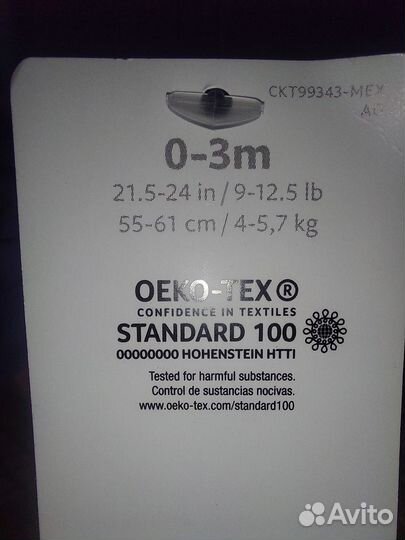 CKT99343-MEX
0-3m
21.5-24 in / 9-12.5 lb
55-61 cm / 4-5,7 kg
OEKO-TEX®
CONFIDENCE IN TEXTILES
STANDARD 100
00000000 HOHENSTEIN HTTI
Tested for harmful substances.
Control de sustancias nocivas.
www.oeko-tex.com/standard100
Avito